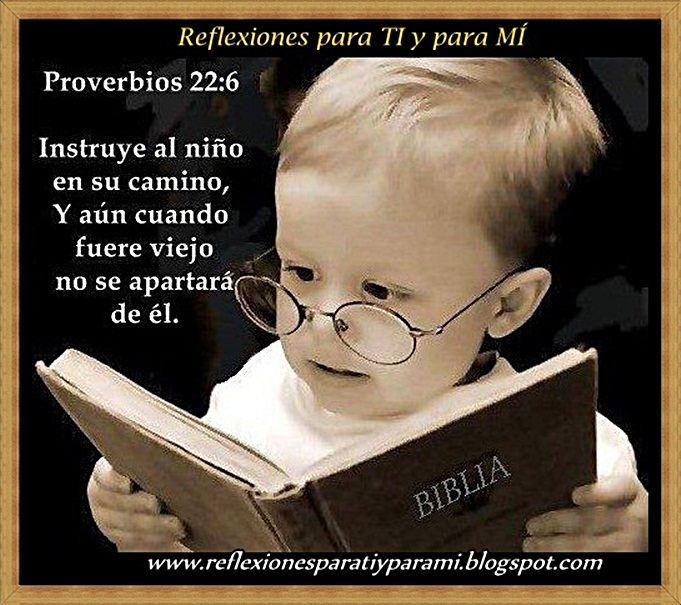 Reflexiones para TI y para MÍ
Proverbios 22:6
Instruye al niño
en su camino,
Y aún cuando
fuere viejo
no se apartará
de él.
BIBLIA
www.reflexionesparatiyparami.blogspot.com